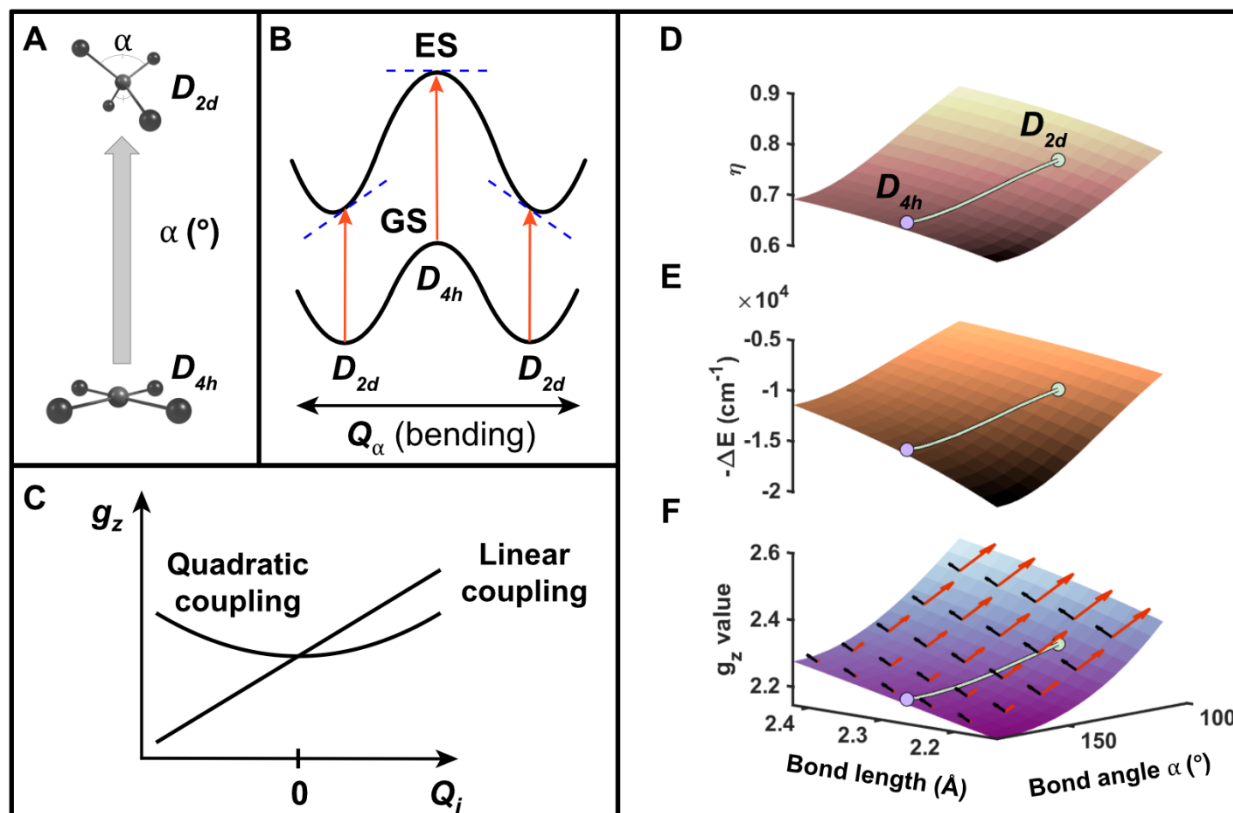 A
α
D2d
α (°)
D4h
B
ES
GS
D4h
D2d
D2d
Qα (bending)
C
gz
Quadratic
coupling
Linear
coupling
0
Qi
D
0.9
0.8
0.7
0.6
η
D2d
D4h
E
×10⁴
-0.5
-1
-1.5
-2
-ΔE (cm⁻¹)
F
2.6
2.4
2.2
gz value
2.4
2.3
2.2
Bond length (Å)
150
100
Bond angle α (°)